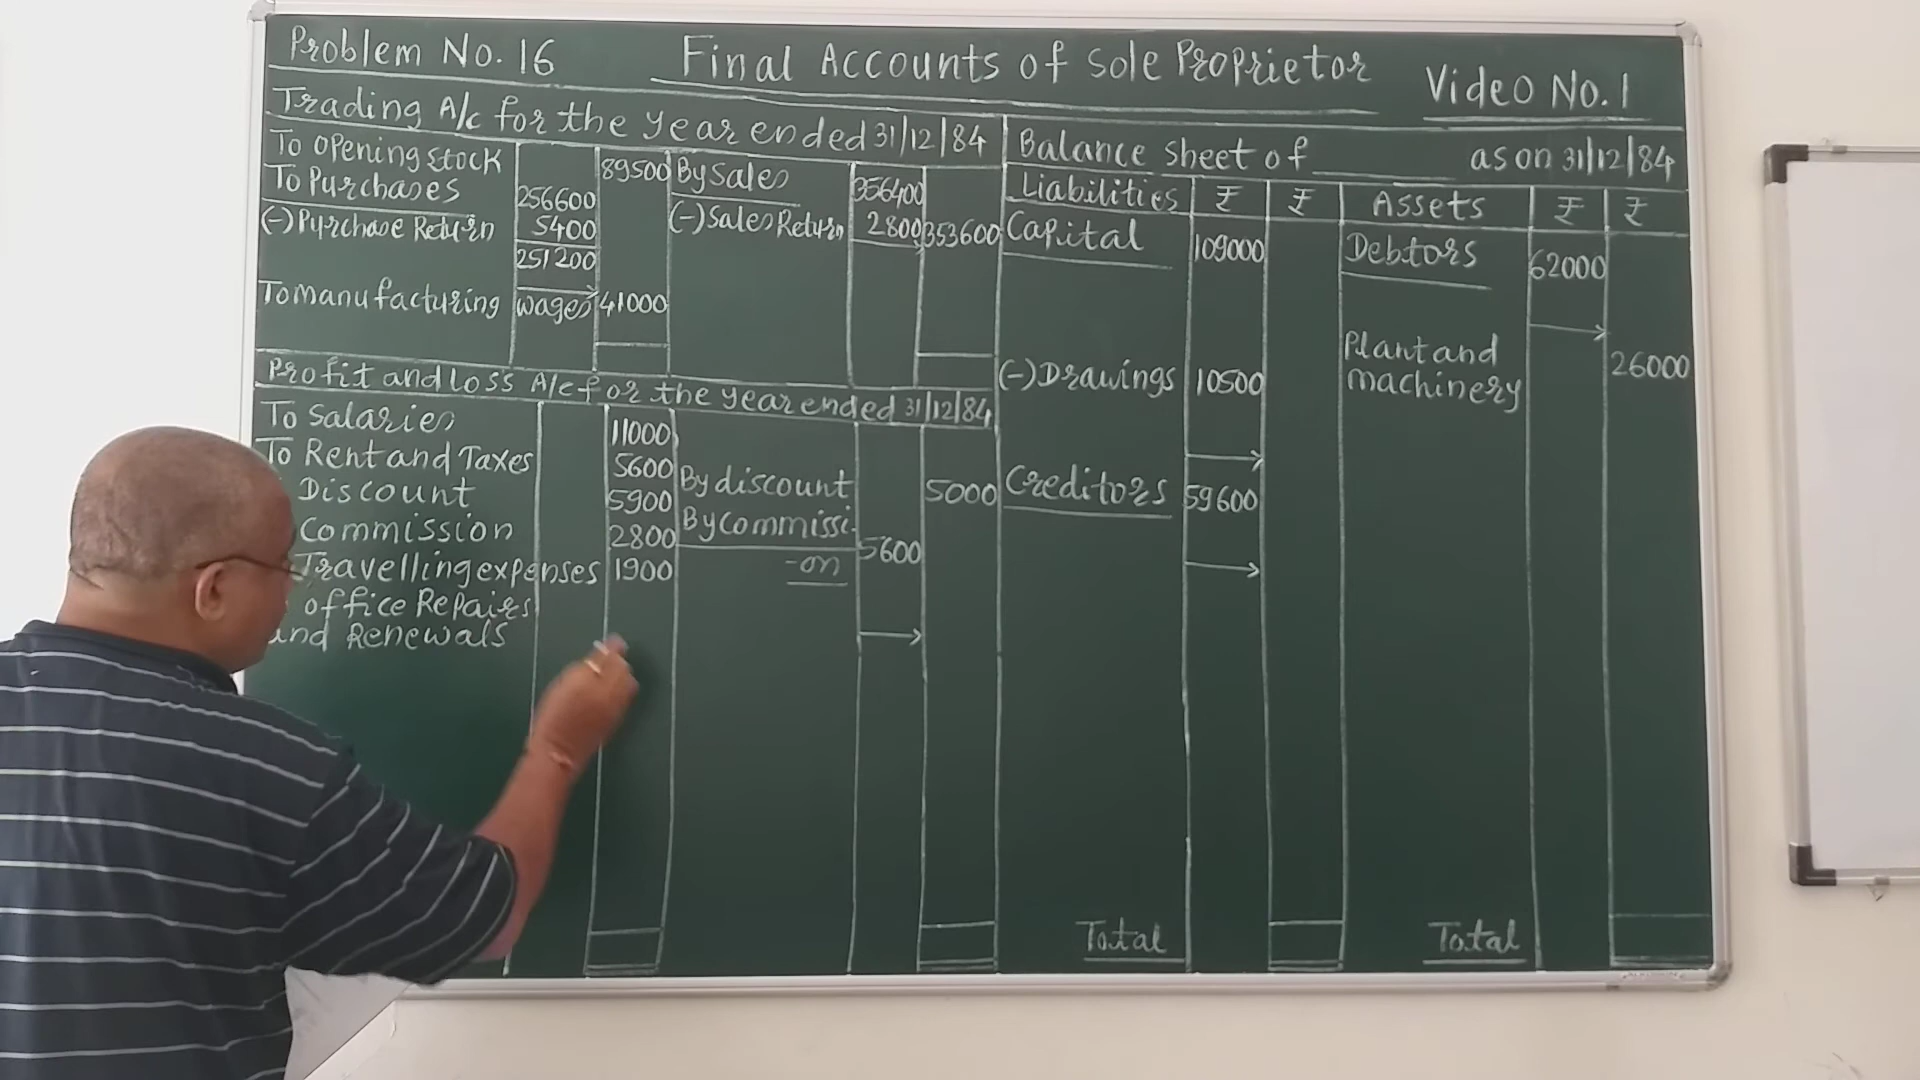 Problem No. 16
Final Accounts of Sole Proprietor
Video No. 1
Trading A/c for the year ended 31/12/84
To Opening Stock 89500
To Purchases 256600
(-) Purchase Return 5400
251200
To manufacturing wages 41000
By Sales 356400
(-) Sales Return 2800 353600
Profit and Loss A/c for the year ended 31/12/84
To Salaries 11000
To Rent and Taxes 5600
Discount 5900
Commission 2800
Travelling expenses 1900
office Repairs
and Renewals
By discount 5000
By Commissi-
-on 5600
Balance Sheet of ________ as on 31/12/84
Liabilities ₹ ₹ Assets ₹ ₹
Capital 109000
(-) Drawings 10500
Creditors 59600
Total
Debtors 62000
Plant and
machinery 26000
Total